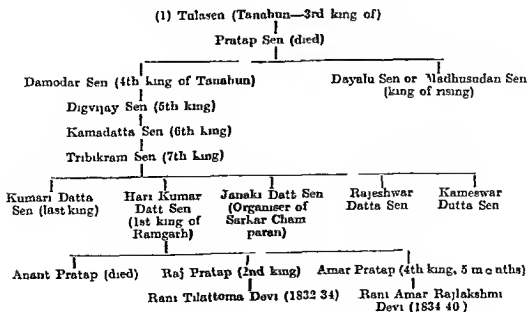 (1) Tulasen (Tanahun—3rd king of)
Pratap Sen (died)
Damodar Sen (4th king of Tanahun)
Dayalu Sen or Madhusudan Sen
(king of rising)
Digvijay Sen (5th king)
Kamadatta Sen (6th king)
Tribikram Sen (7th king)
Kumari Datta
Sen (last king)
Hari Kumar
Datt Sen
(1st king of
Ramgarh)
Janaki Datt Sen
(Organiser of
Sarkar Cham
paran)
Rajeshwar
Datta Sen
Kameswar
Dutta Sen
Anant Pratap (died)
Raj Pratap (2nd king)
Amar Pratap (4th king, 5 months)
Rani Tilattoma Devi (1832 34)
Rani Amar Rajlakshmi
Devi (1834 40)